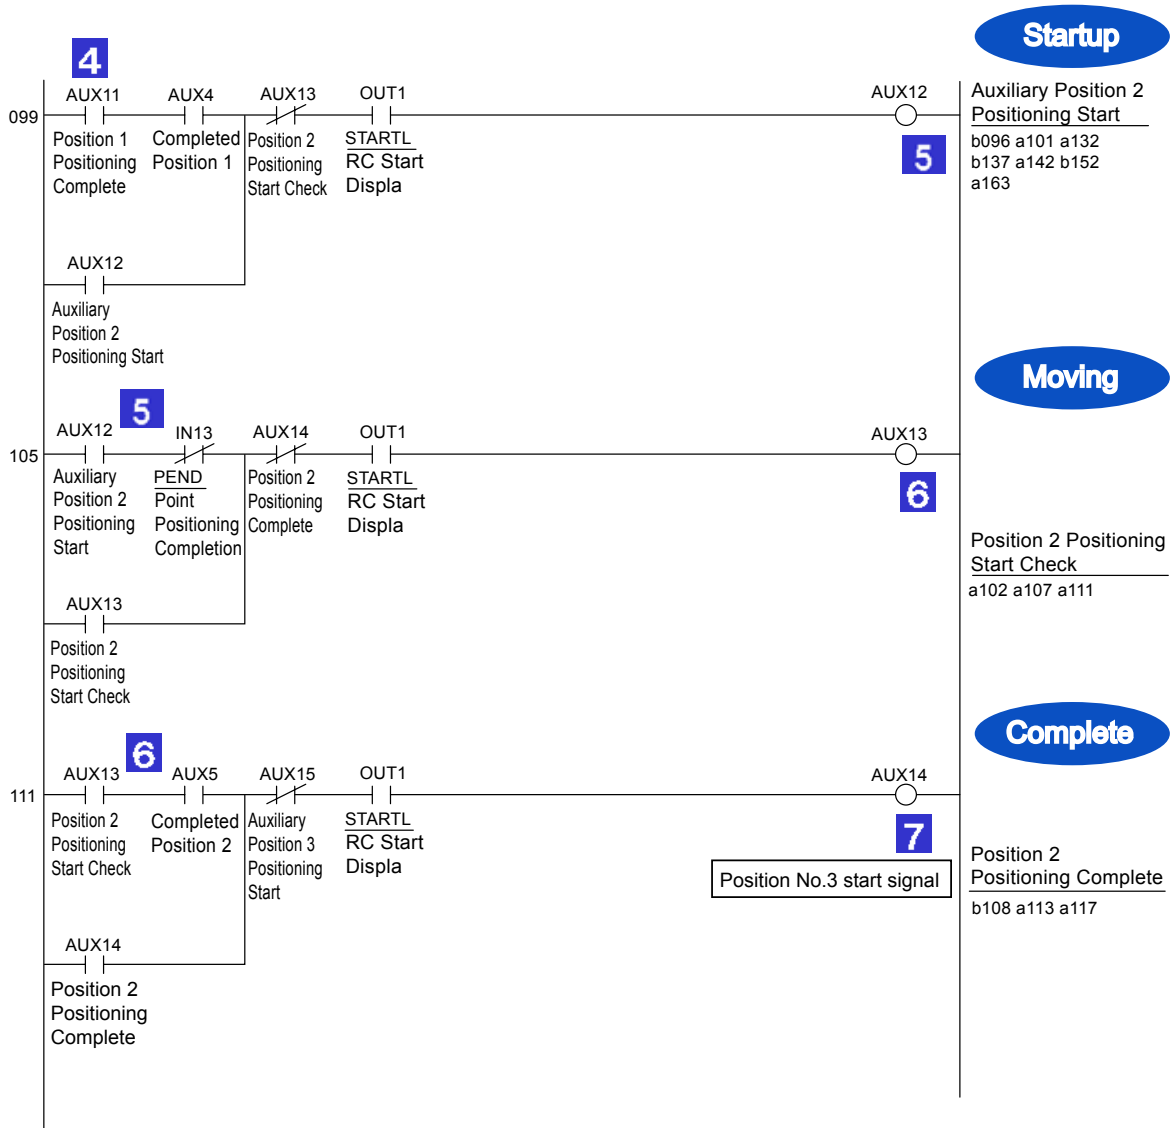 Startup
4
AUX11 AUX4 AUX13 OUT1 AUX12
099
Position 1
Positioning
Complete
Completed
Position 1
Position 2
Positioning
Start Check
STARTL
RC Start
Displa
5
Auxiliary Position 2
Positioning Start
b096 a101 a132
b137 a142 b152
a163
AUX12
Auxiliary
Position 2
Positioning Start
Moving
5
AUX12 IN13 AUX14 OUT1 AUX13
105
Auxiliary
Position 2
Positioning
Start
PEND
Point
Positioning
Completion
Position 2
Positioning
Complete
STARTL
RC Start
Displa
6
Position 2 Positioning
Start Check
a102 a107 a111
AUX13
Position 2
Positioning
Start Check
Complete
6
AUX13 AUX5 AUX15 OUT1 AUX14
111
Position 2
Positioning
Start Check
Completed
Position 2
Auxiliary
Position 3
Positioning
Start
STARTL
RC Start
Displa
7
Position No.3 start signal
Position 2
Positioning Complete
b108 a113 a117
AUX14
Position 2
Positioning
Complete